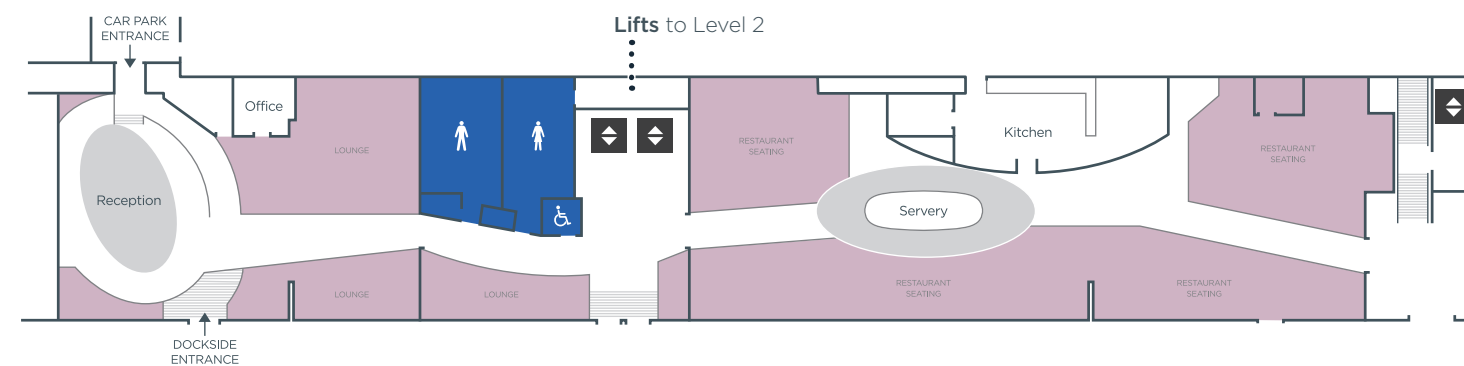 CAR PARK
ENTRANCE
Lifts to Level 2
Office
LOUNGE
RESTAURANT
SEATING
Kitchen
RESTAURANT
SEATING
Reception
Servery
LOUNGE
LOUNGE
RESTAURANT
SEATING
RESTAURANT
SEATING
DOCKSIDE
ENTRANCE